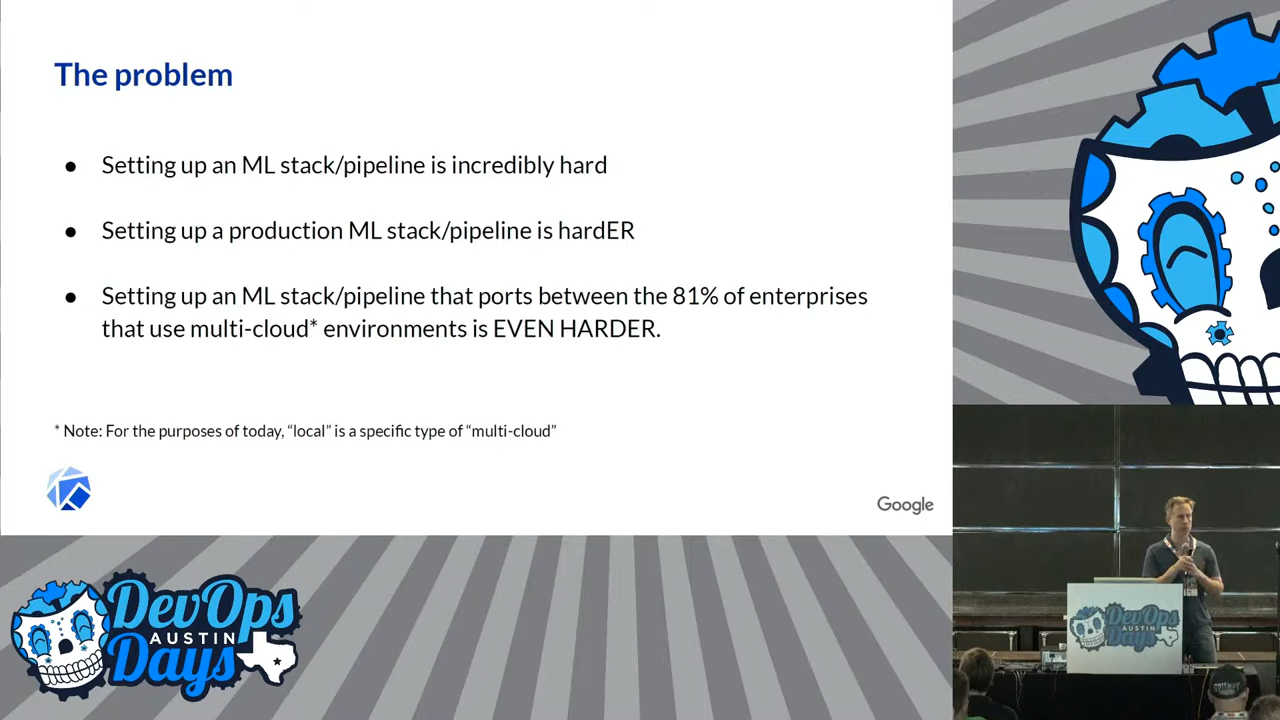 The problem
● Setting up an ML stack/pipeline is incredibly hard
● Setting up a production ML stack/pipeline is hardER
● Setting up an ML stack/pipeline that ports between the 81% of enterprises
that use multi-cloud* environments is EVEN HARDER.
* Note: For the purposes of today, “local” is a specific type of “multi-cloud”
Google
DevOps
AUSTIN
Days
DevOps
AUSTIN
Days